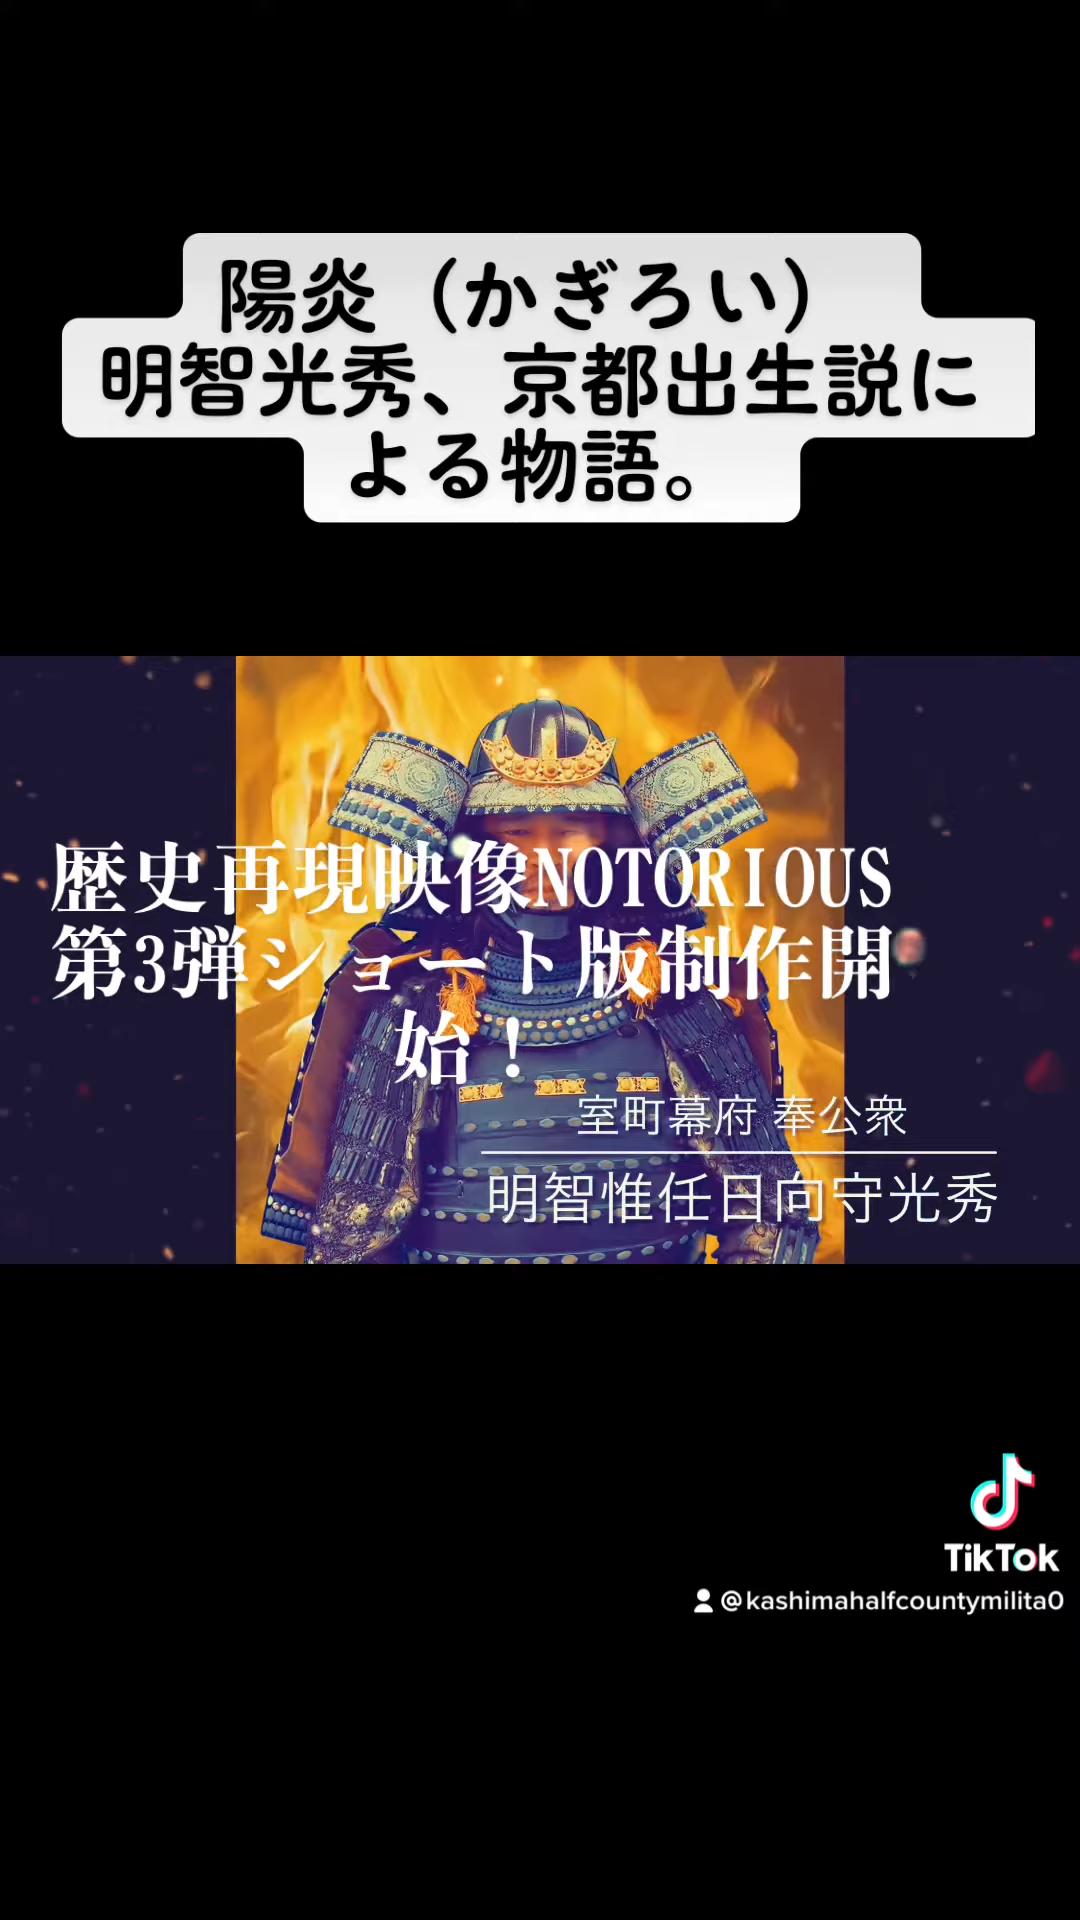 陽炎（かぎろい）
明智光秀、京都出生説に
よる物語。
歴史再現映像NOTORIOUS
第3弾ショート版制作開
始！
室町幕府 奉公衆
明智惟任日向守光秀
TikTok
@kashimahalfcountymilita0